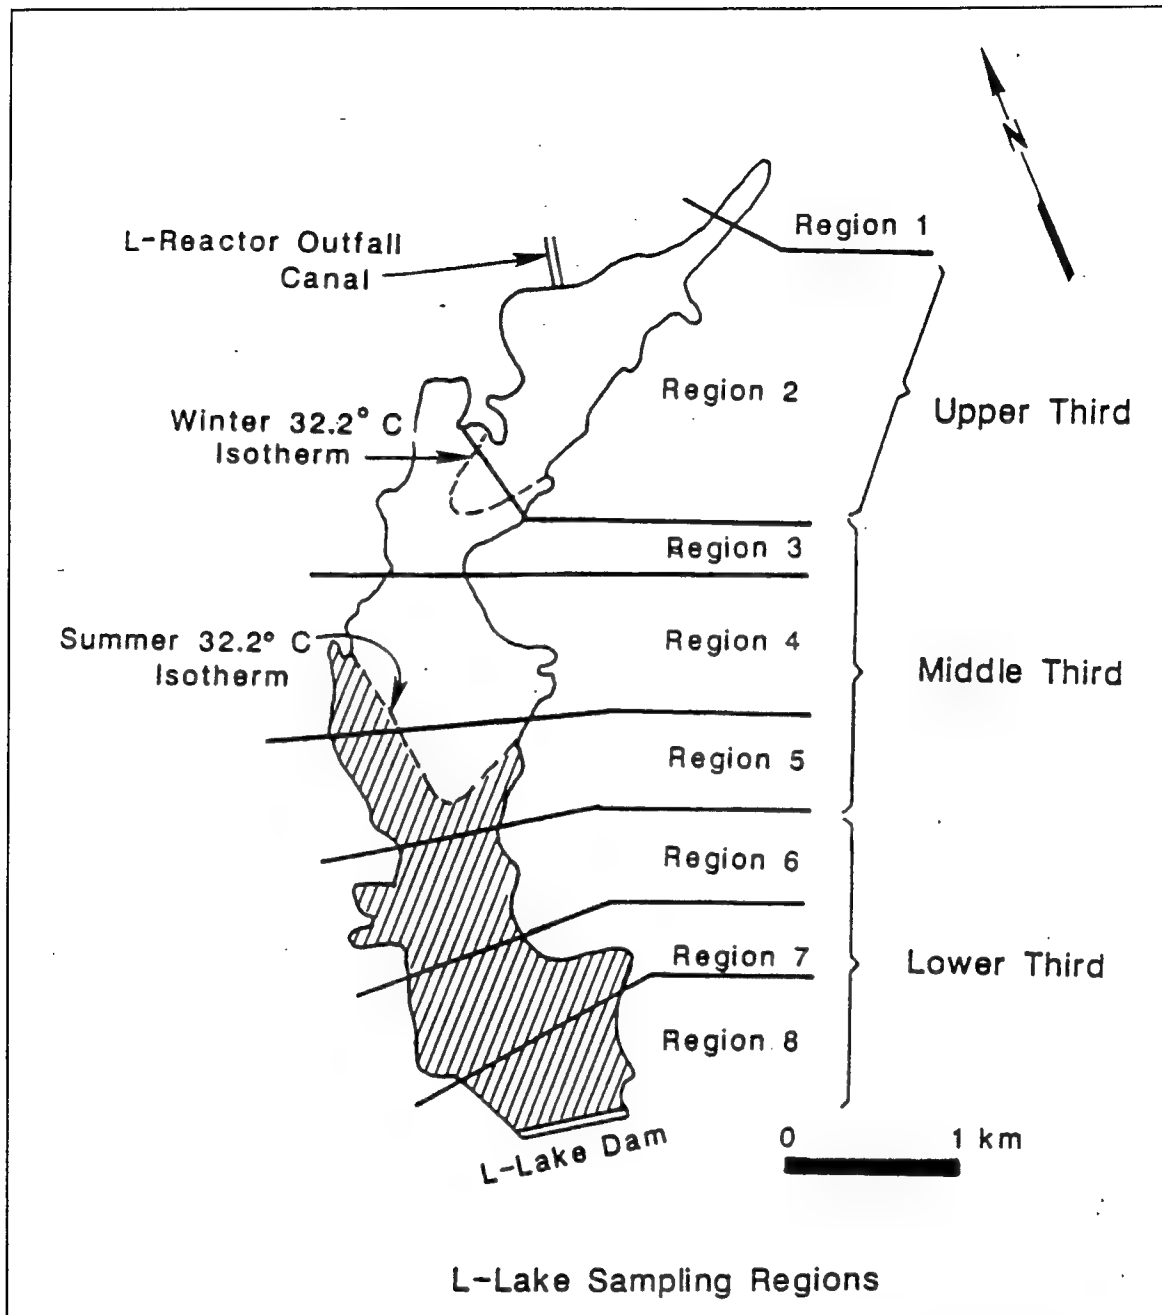 N
Region 1
L-Reactor Outfall
Canal
Region 2
Upper Third
Winter 32.2° C
Isotherm
Region 3
Summer 32.2° C
Isotherm
Region 4
Middle Third
Region 5
Region 6
Region 7
Lower Third
Region 8
L-Lake Dam
0 1 km
L-Lake Sampling Regions